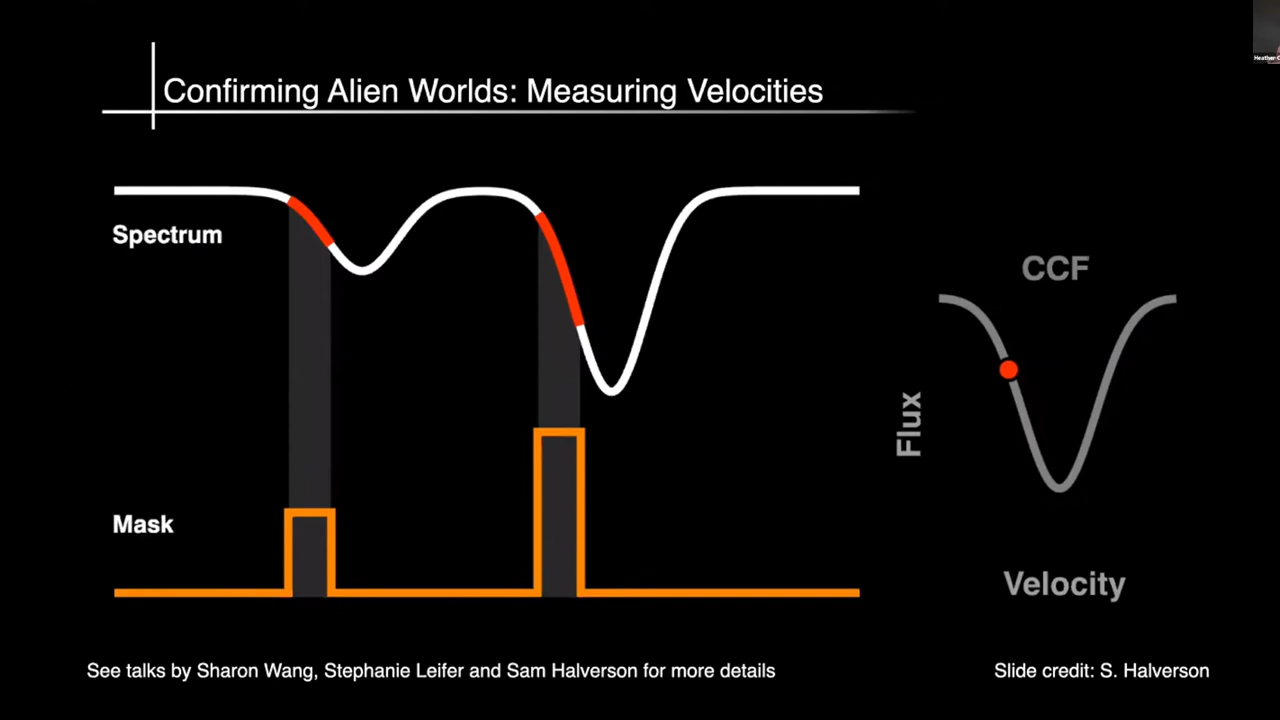 Heather
Confirming Alien Worlds: Measuring Velocities
Spectrum
CCF
Flux
Mask
Velocity
See talks by Sharon Wang, Stephanie Leifer and Sam Halverson for more details
Slide credit: S. Halverson